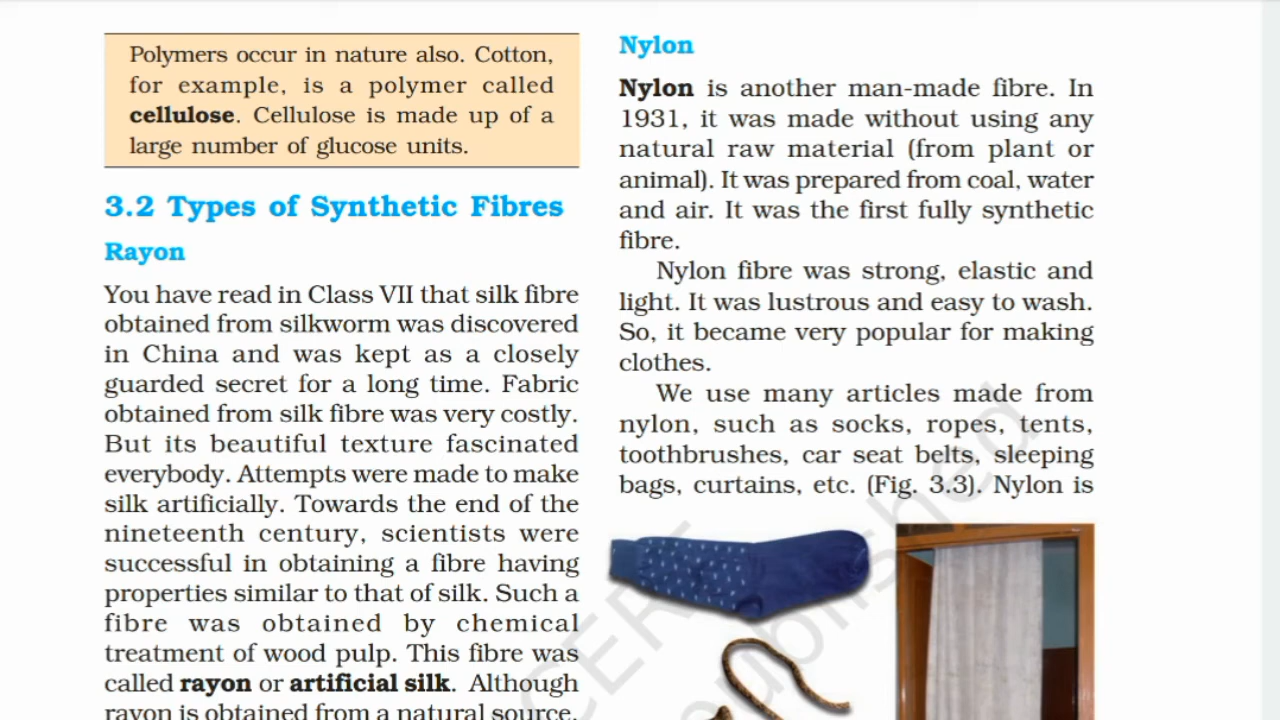 Polymers occur in nature also. Cotton,
for example, is a polymer called
cellulose. Cellulose is made up of a
large number of glucose units.
3.2 Types of Synthetic Fibres
Rayon
You have read in Class VII that silk fibre
obtained from silkworm was discovered
in China and was kept as a closely
guarded secret for a long time. Fabric
obtained from silk fibre was very costly.
But its beautiful texture fascinated
everybody. Attempts were made to make
silk artificially. Towards the end of the
nineteenth century, scientists were
successful in obtaining a fibre having
properties similar to that of silk. Such a
fibre was obtained by chemical
treatment of wood pulp. This fibre was
called rayon or artificial silk. Although
rayon is obtained from a natural source,
Nylon
Nylon is another man-made fibre. In
1931, it was made without using any
natural raw material (from plant or
animal). It was prepared from coal, water
and air. It was the first fully synthetic
fibre.
Nylon fibre was strong, elastic and
light. It was lustrous and easy to wash.
So, it became very popular for making
clothes.
We use many articles made from
nylon, such as socks, ropes, tents,
toothbrushes, car seat belts, sleeping
bags, curtains, etc. (Fig. 3.3). Nylon is